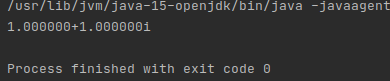 /usr/lib/jvm/java-15-openjdk/bin/java -javaagent
1.000000+1.000000i
Process finished with exit code 0